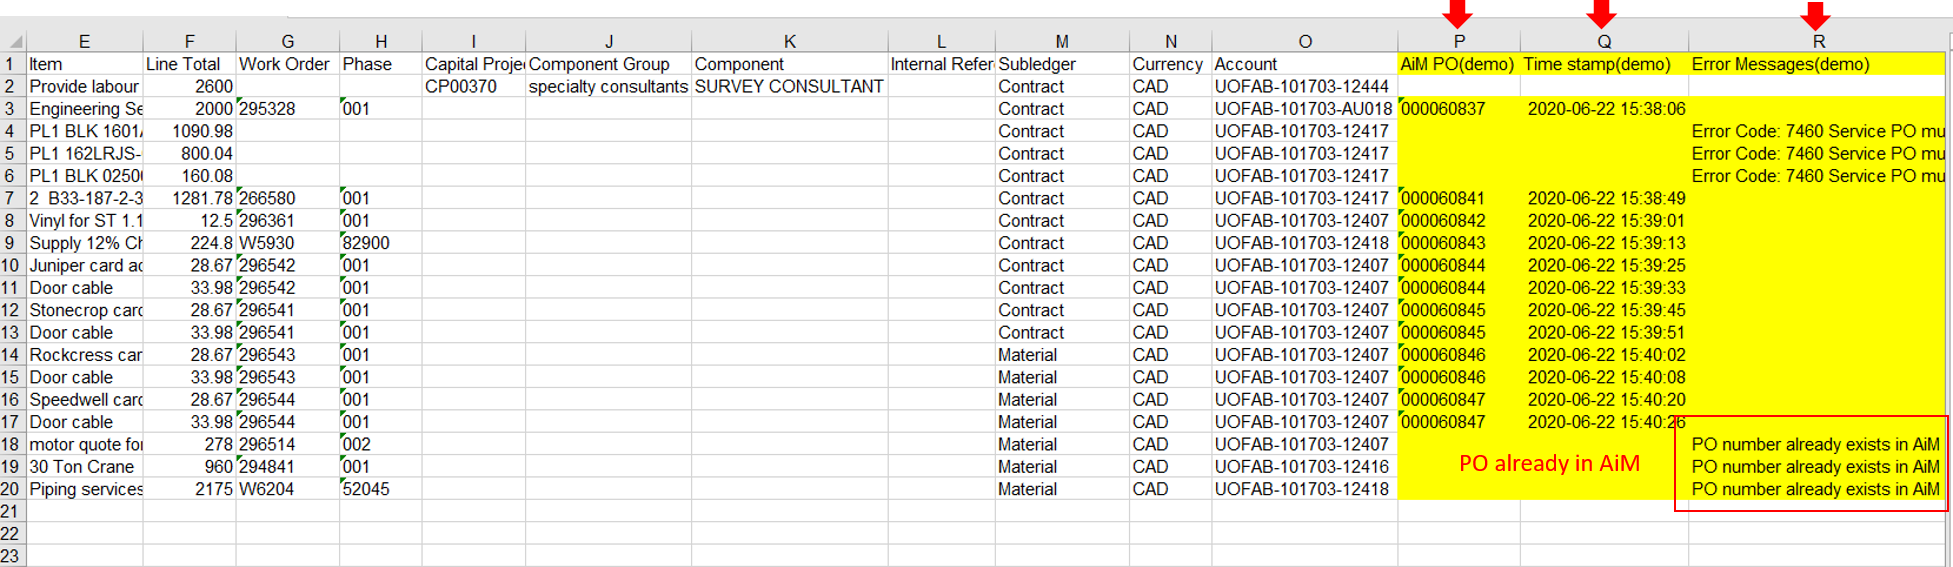 E F G H I J K L M N O P Q R
1 Item Line Total Work Order Phase Capital Proje Component Group Component Internal Refer Subledger Currency Account AiM PO(demo) Time stamp(demo) Error Messages(demo)
2 Provide labour 2600 CP00370 specialty consultants SURVEY CONSULTANT Contract CAD UOFAB-101703-12444
3 Engineering Se 2000 295328 001 Contract CAD UOFAB-101703-AU018 000060837 2020-06-22 15:38:06
4 PL1 BLK 1601A 1090.98 Contract CAD UOFAB-101703-12417 Error Code: 7460 Service PO mu
5 PL1 162LRJS- 800.04 Contract CAD UOFAB-101703-12417 Error Code: 7460 Service PO mu
6 PL1 BLK 0250 160.08 Contract CAD UOFAB-101703-12417 Error Code: 7460 Service PO mu
7 2 B33-187-2-3 1281.78 266580 001 Contract CAD UOFAB-101703-12417 000060841 2020-06-22 15:38:49
8 Vinyl for ST 1.1 12.5 296361 001 Contract CAD UOFAB-101703-12407 000060842 2020-06-22 15:39:01
9 Supply 12% Ch 224.8 W5930 82900 Contract CAD UOFAB-101703-12418 000060843 2020-06-22 15:39:13
10 Juniper card ac 28.67 296542 001 Contract CAD UOFAB-101703-12407 000060844 2020-06-22 15:39:25
11 Door cable 33.98 296542 001 Contract CAD UOFAB-101703-12407 000060844 2020-06-22 15:39:33
12 Stonecrop card 28.67 296541 001 Contract CAD UOFAB-101703-12407 000060845 2020-06-22 15:39:45
13 Door cable 33.98 296541 001 Contract CAD UOFAB-101703-12407 000060845 2020-06-22 15:39:51
14 Rockcress car 28.67 296543 001 Material CAD UOFAB-101703-12407 000060846 2020-06-22 15:40:02
15 Door cable 33.98 296543 001 Material CAD UOFAB-101703-12407 000060846 2020-06-22 15:40:08
16 Speedwell card 28.67 296544 001 Material CAD UOFAB-101703-12407 000060847 2020-06-22 15:40:20
17 Door cable 33.98 296544 001 Material CAD UOFAB-101703-12407 000060847 2020-06-22 15:40:26
18 motor quote fo 278 296514 002 Material CAD UOFAB-101703-12407 PO number already exists in AiM
19 30 Ton Crane 960 294841 001 Material CAD UOFAB-101703-12416 PO already in AiM PO number already exists in AiM
20 Piping services 2175 W6204 52045 Material CAD UOFAB-101703-12418 PO number already exists in AiM
21
22
23